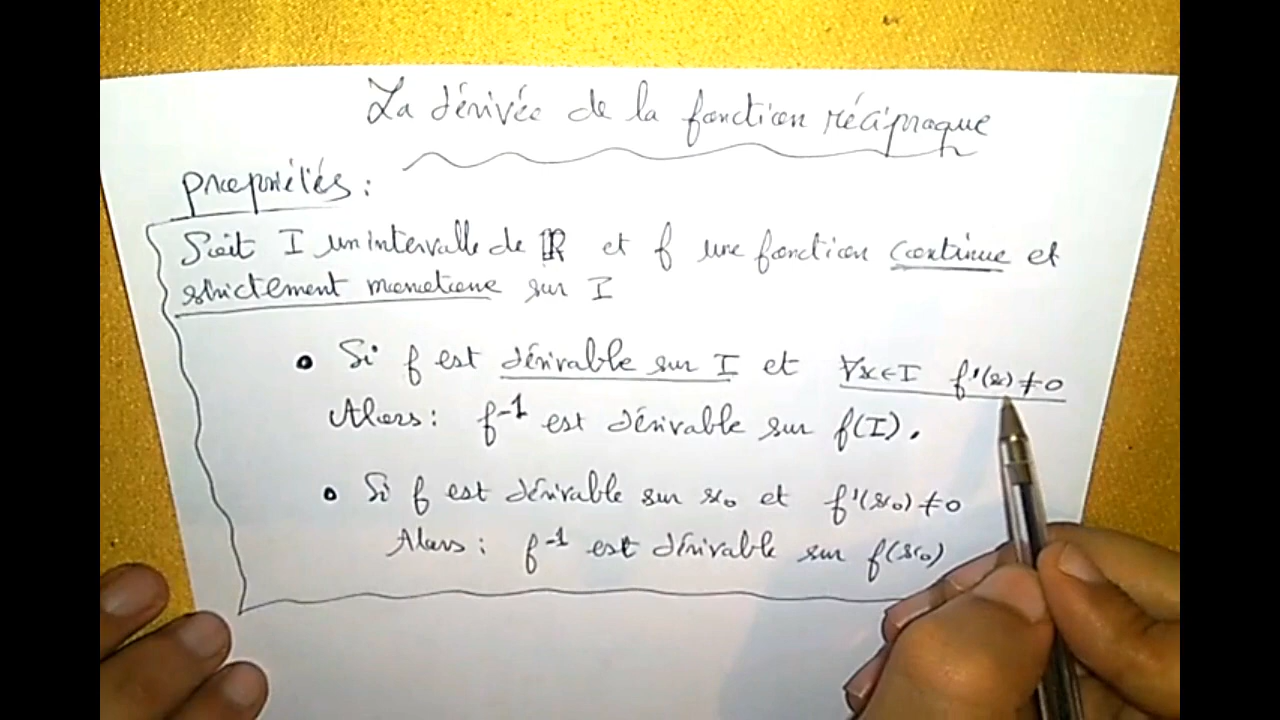 La dérivée de la fonction réciproque
propriétés :
Soit I un intervalle de ℝ et f une fonction continue et
strictement monotone sur I
• Si f est dérivable sur I et ∀x∈I f'(x)≠0
Alors : f⁻¹ est dérivable sur f(I).
• Si f est dérivable sur x₀ et f'(x₀)≠0
Alors : f⁻¹ est dérivable sur f(x₀)